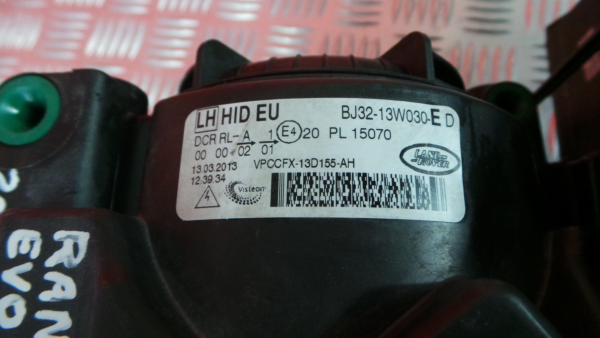 LH HID EU BJ32-13W030-E D
DCR RL-A 1 E4 20 PL 15070
00 00 02 01
13.03.2013 VPCCFX-13D155-AH
12:39:34
Visteon
LAND ROVER
RAN
EVO